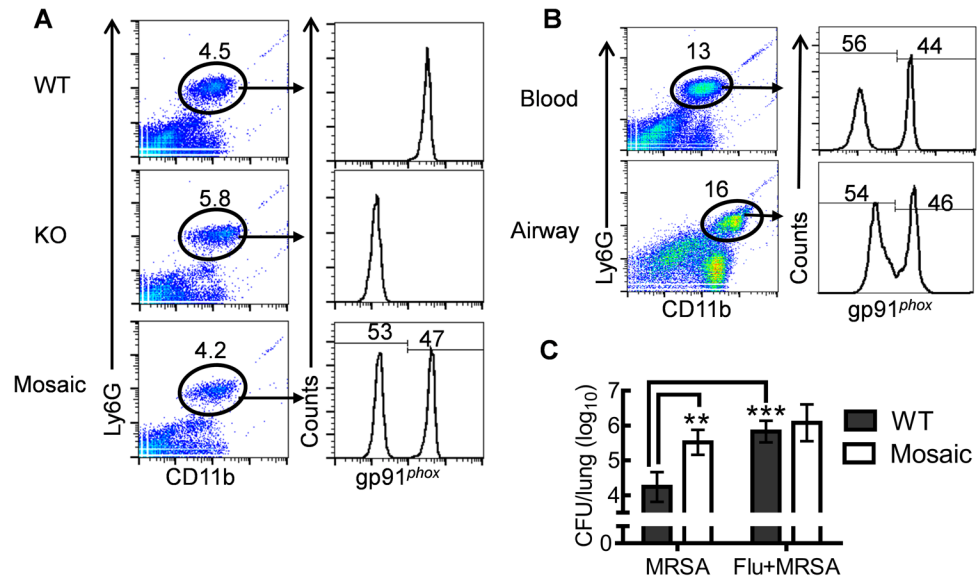 A
WT
4.5
KO
5.8
Mosaic
4.2
53
47
Ly6G
Counts
CD11b
gp91phox
B
Blood
13
56
44
Airway
16
54
46
Ly6G
Counts
CD11b
gp91phox
C
CFU/lung (log10)
7
6
5
4
0
**
***
WT
Mosaic
MRSA
Flu+MRSA